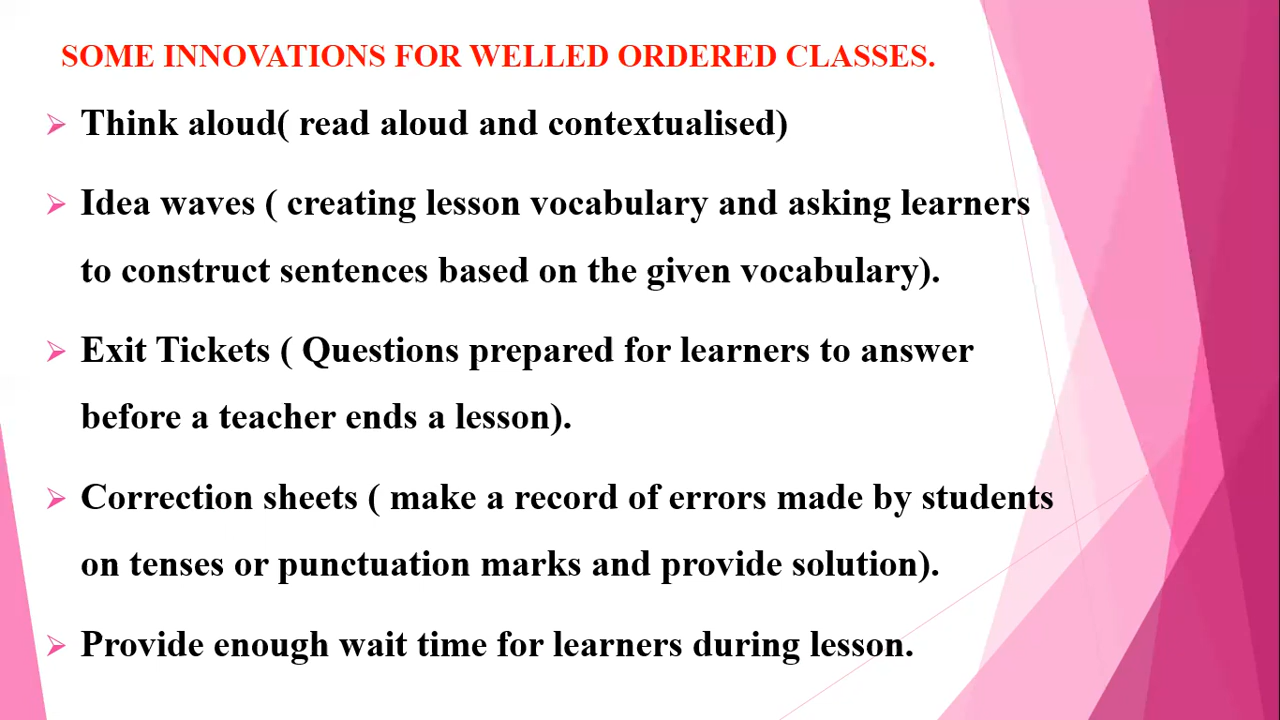 SOME INNOVATIONS FOR WELLED ORDERED CLASSES.
Think aloud( read aloud and contextualised)
Idea waves ( creating lesson vocabulary and asking learners
to construct sentences based on the given vocabulary).
Exit Tickets ( Questions prepared for learners to answer
before a teacher ends a lesson).
Correction sheets ( make a record of errors made by students
on tenses or punctuation marks and provide solution).
Provide enough wait time for learners during lesson.